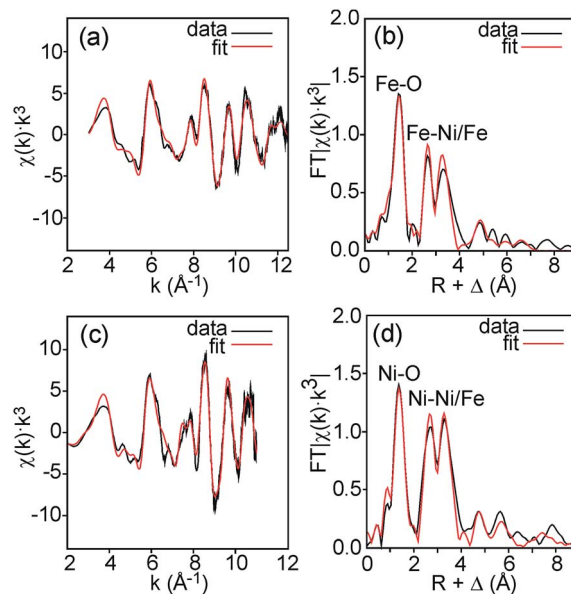 (a)
data
fit
χ(k)·k³
10
5
0
-5
-10
2 4 6 8 10 12
k (Å⁻¹)
(b)
data
fit
Fe-O
Fe-Ni/Fe
FT|χ(k)·k³|
2.0
1.5
1.0
0.5
0.0
0 2 4 6 8
R + Δ (Å)
(c)
data
fit
χ(k)·k³
10
5
0
-5
-10
2 4 6 8 10 12
k (Å⁻¹)
(d)
data
fit
Ni-O
Ni-Ni/Fe
FT|χ(k)·k³|
2.0
1.5
1.0
0.5
0.0
0 2 4 6 8
R + Δ (Å)